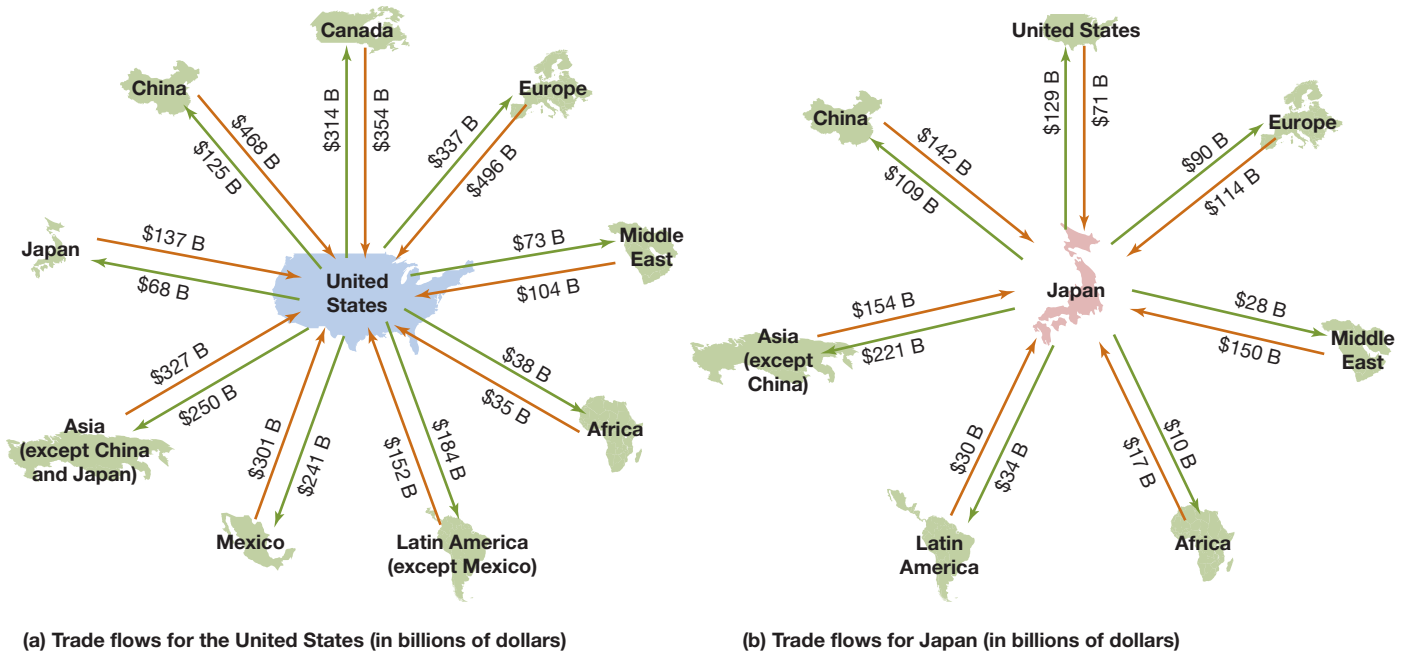 Canada
China
Europe
$314 B
$354 B
$468 B
$125 B
$337 B
$496 B
Japan
$137 B
$68 B
$73 B
$104 B
Middle
East
United
States
$327 B
$250 B
$38 B
$35 B
Asia
(except China
and Japan)
$301 B
$241 B
$152 B
$184 B
Africa
Mexico
Latin America
(except Mexico)
(a) Trade flows for the United States (in billions of dollars)
United States
China
Europe
$129 B
$71 B
$142 B
$109 B
$90 B
$114 B
Japan
$154 B
$221 B
Asia
(except
China)
$28 B
$150 B
Middle
East
$30 B
$34 B
$10 B
$17 B
Latin
America
Africa
(b) Trade flows for Japan (in billions of dollars)